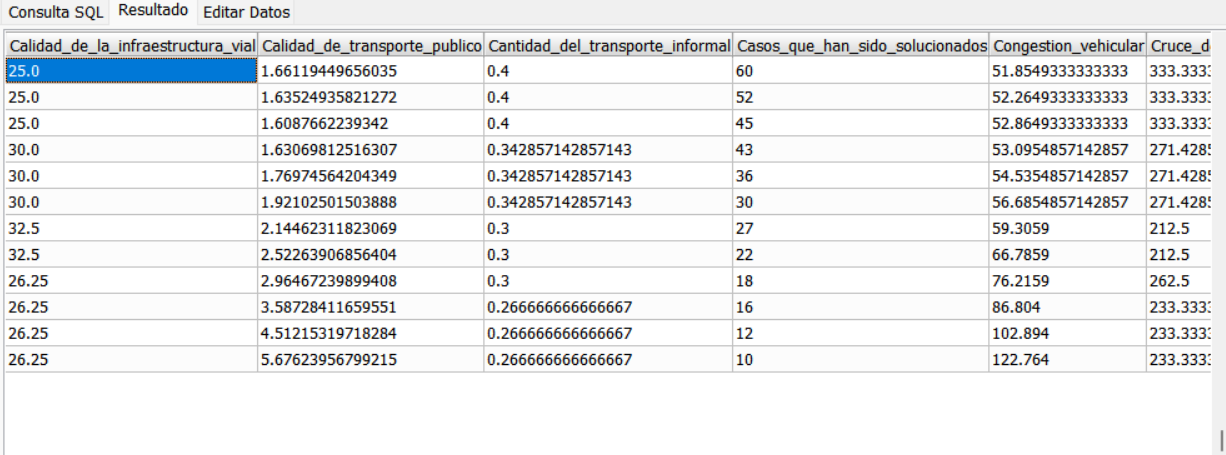 Consulta SQL Resultado Editar Datos
Calidad_de_la_infraestructura_vial Calidad_de_transporte_publico Cantidad_del_transporte_informal Casos_que_han_sido_solucionados Congestion_vehicular Cruce_d
25.0 1.66119449656035 0.4 60 51.8549333333333 333.3333
25.0 1.63524935821272 0.4 52 52.2649333333333 333.3333
25.0 1.6087662239342 0.4 45 52.8649333333333 333.3333
30.0 1.63069812516307 0.342857142857143 43 53.0954857142857 271.4285
30.0 1.76974564204349 0.342857142857143 36 54.5354857142857 271.4285
30.0 1.92102501503888 0.342857142857143 30 56.6854857142857 271.4285
32.5 2.14462311823069 0.3 27 59.3059 212.5
32.5 2.52263906856404 0.3 22 66.7859 212.5
26.25 2.96467239899408 0.3 18 76.2159 262.5
26.25 3.58728411659551 0.266666666666667 16 86.804 233.3333
26.25 4.51215319718284 0.266666666666667 12 102.894 233.3333
26.25 5.67623956799215 0.266666666666667 10 122.764 233.3333